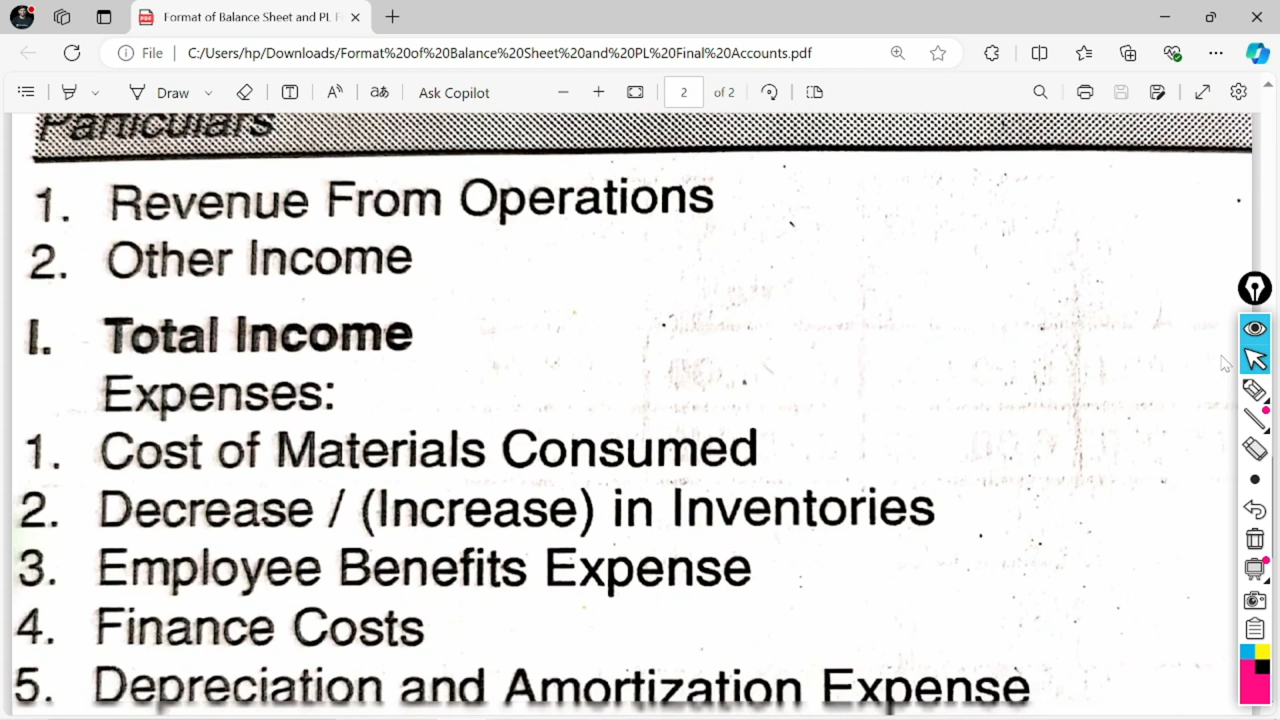 Format of Balance Sheet and PL F
File
C:/Users/hp/Downloads/Format%20of%20Balance%20Sheet%20and%20PL%20Final%20Accounts.pdf
Draw
Ask Copilot
2 of 2
Particulars
1. Revenue From Operations
2. Other Income
I. Total Income
Expenses:
1. Cost of Materials Consumed
2. Decrease / (Increase) in Inventories
3. Employee Benefits Expense
4. Finance Costs
5. Depreciation and Amortization Expense